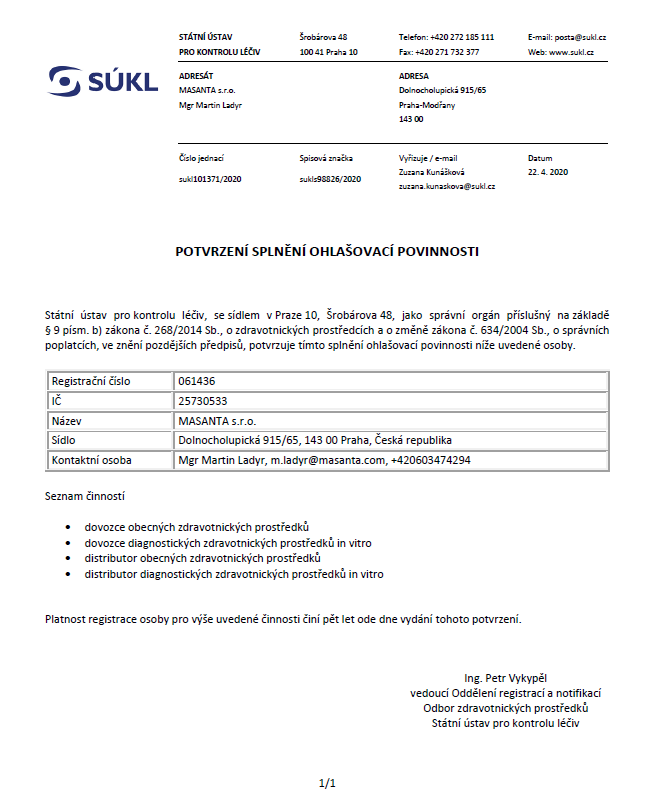 STÁTNÍ ÚSTAV
PRO KONTROLU LÉČIV
Šrobárova 48
100 41 Praha 10
Telefon: +420 272 185 111
Fax: +420 271 732 377
E-mail: posta@sukl.cz
Web: www.sukl.cz
SÚKL
ADRESÁT
MASANTA s.r.o.
Mgr Martin Ladyr
ADRESA
Dolnocholupická 915/65
Praha-Modřany
143 00
Číslo jednací
sukl101371/2020
Spisová značka
sukls98826/2020
Vyřizuje / e-mail
Zuzana Kunášková
zuzana.kunaskova@sukl.cz
Datum
22. 4. 2020
POTVRZENÍ SPLNĚNÍ OHLAŠOVACÍ POVINNOSTI
Státní ústav pro kontrolu léčiv, se sídlem v Praze 10, Šrobárova 48, jako správní orgán příslušný na základě
§ 9 písm. b) zákona č. 268/2014 Sb., o zdravotnických prostředcích a o změně zákona č. 634/2004 Sb., o správních
poplatcích, ve znění pozdějších předpisů, potvrzuje tímto splnění ohlašovací povinnosti níže uvedené osoby.
Registrační číslo 061436
IČ 25730533
Název MASANTA s.r.o.
Sídlo Dolnocholupická 915/65, 143 00 Praha, Česká republika
Kontaktní osoba Mgr Martin Ladyr, m.ladyr@masanta.com, +420603474294
Seznam činností
• dovozce obecných zdravotnických prostředků
• dovozce diagnostických zdravotnických prostředků in vitro
• distributor obecných zdravotnických prostředků
• distributor diagnostických zdravotnických prostředků in vitro
Platnost registrace osoby pro výše uvedené činnosti činí pět let ode dne vydání tohoto potvrzení.
Ing. Petr Vykypěl
vedoucí Oddělení registrací a notifikací
Odbor zdravotnických prostředků
Státní ústav pro kontrolu léčiv
1/1